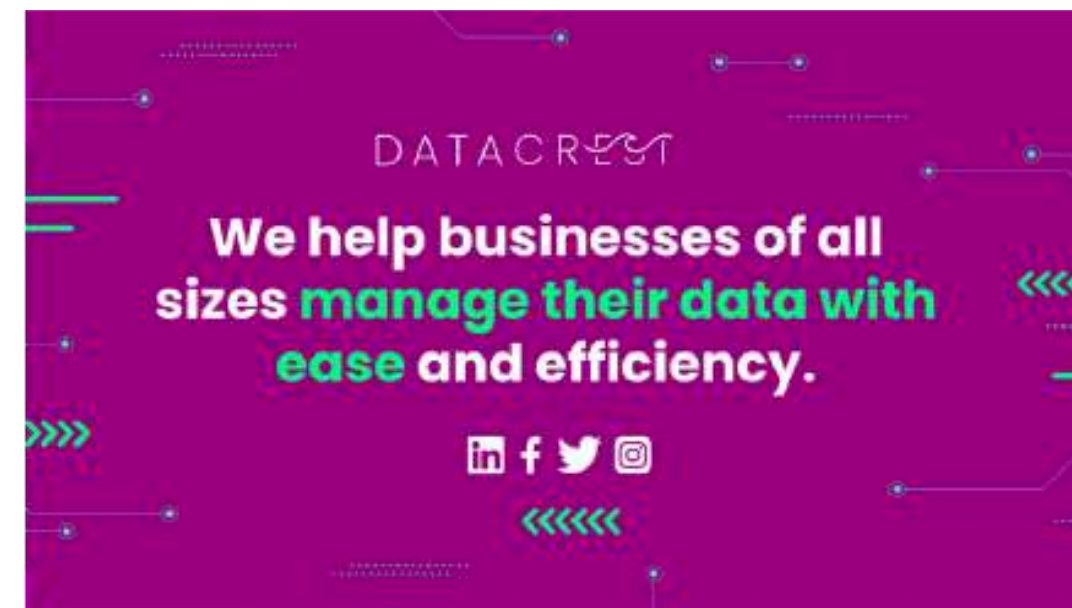 DATACREST
We help businesses of all
sizes manage their data with
ease and efficiency.